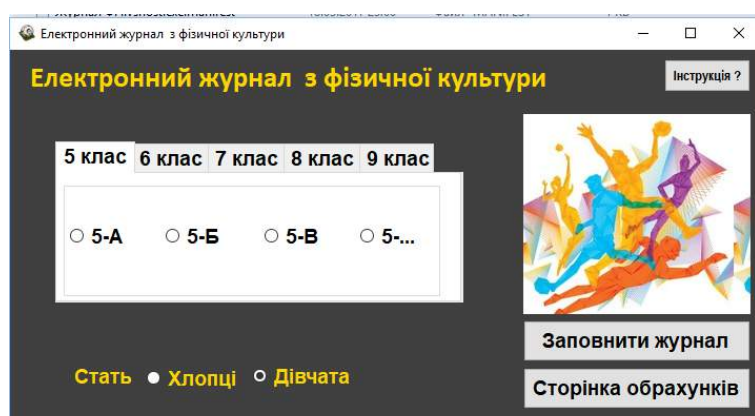 Електронний журнал з фізичної культури
Електронний журнал з фізичної культури
Інструкція ?
5 клас 6 клас 7 клас 8 клас 9 клас
5-А 5-Б 5-В 5-...
Заповнити журнал
Стать Хлопці Дівчата
Сторінка обрахунків